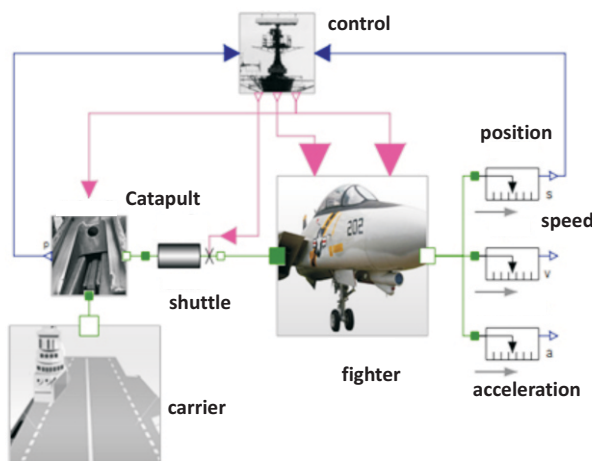 control
position
Catapult
s
speed
202
P
v
shuttle
a
fighter
acceleration
carrier